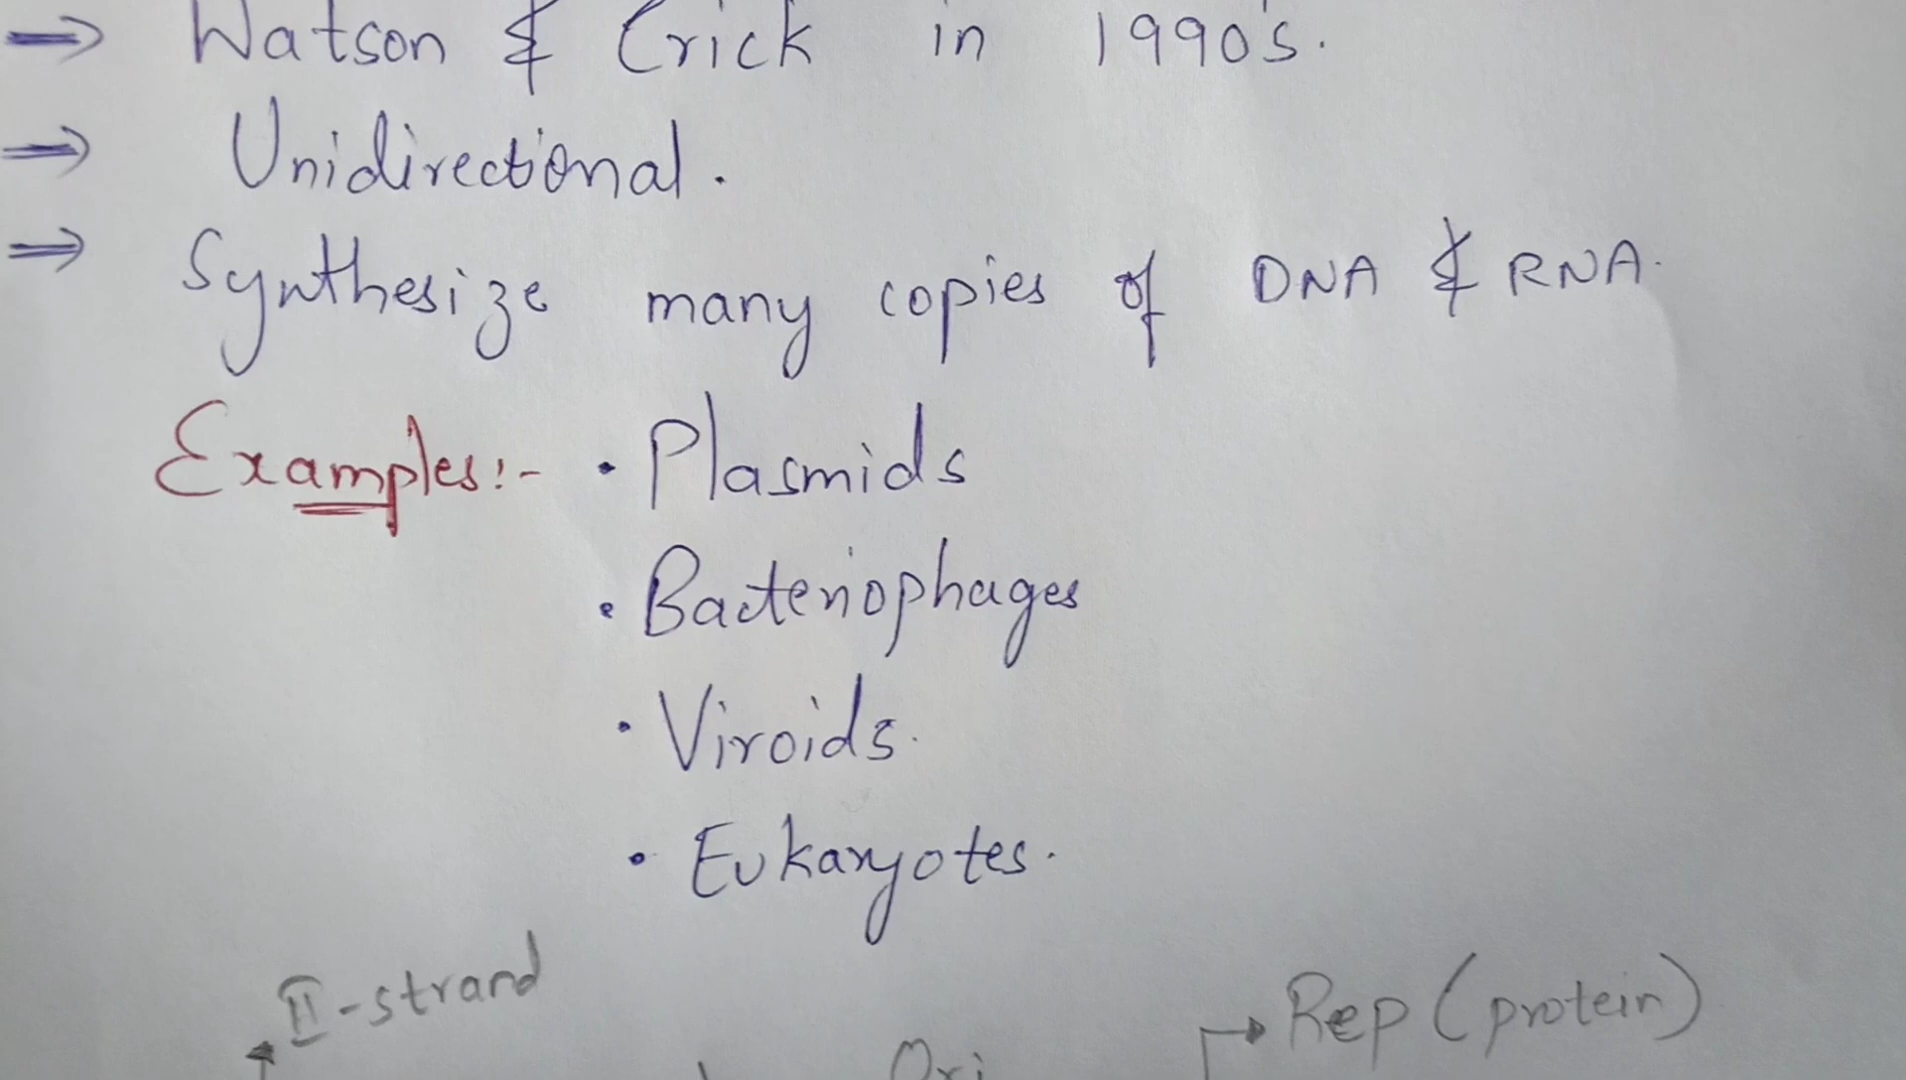 ⇒ Watson & Crick in 1990's.
⇒ Unidirectional.
⇒ Synthesize many copies of DNA & RNA.
Examples:- • Plasmids
• Bacteriophages
• Viroids.
• Eukaryotes.
II-strand
→ Rep (protein)
Ori